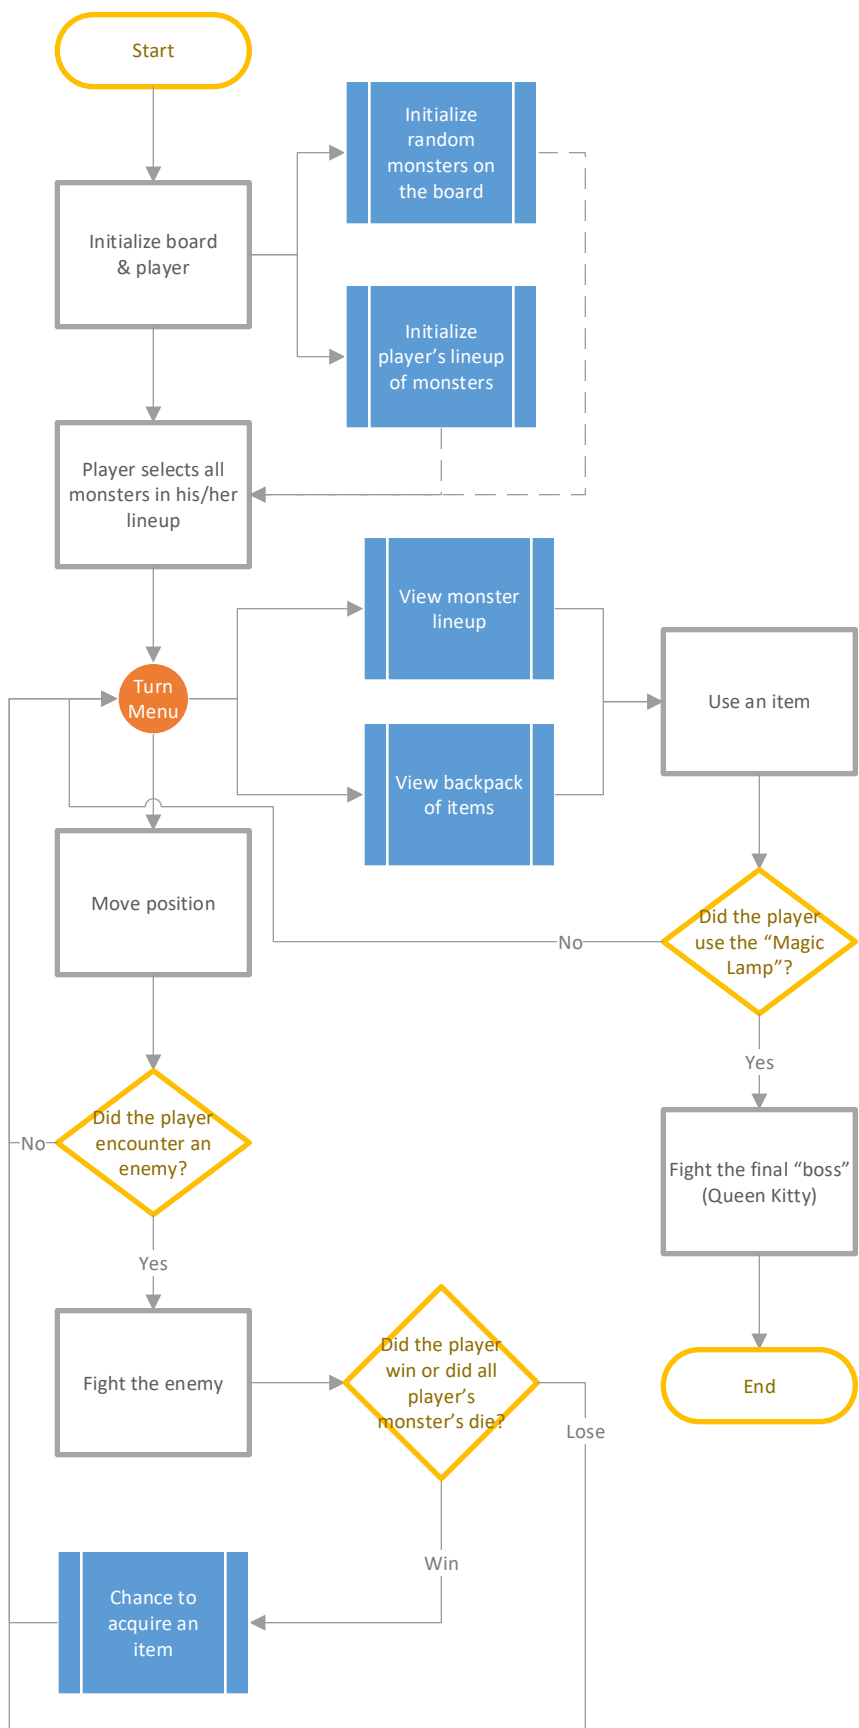 Start
Initialize
random
monsters on
the board
Initialize board
& player
Initialize
player’s lineup
of monsters
Player selects all
monsters in his/her
lineup
View monster
lineup
Turn
Menu
Use an item
View backpack
of items
Move position
Did the player
use the “Magic
Lamp”?
No
Yes
Did the player
encounter an
enemy?
No
Yes
Fight the final “boss”
(Queen Kitty)
Fight the enemy
Did the player
win or did all
player’s
monster’s die?
End
Lose
Win
Chance to
acquire an
item